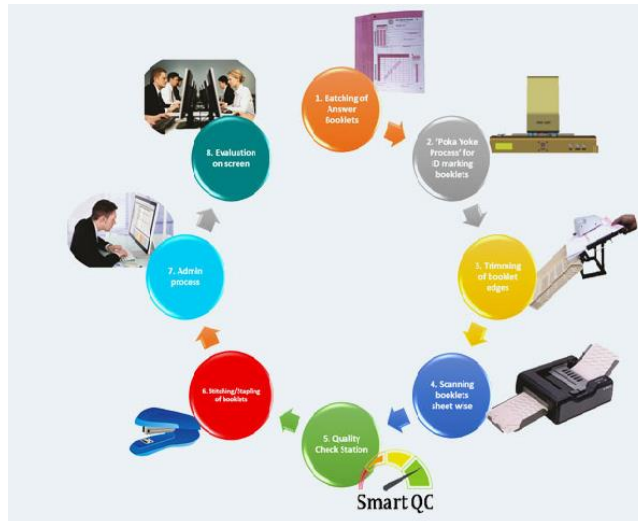 1. Batching of
Answer
Booklets
2. 'Poka Yoke
Process' for
ID marking
booklets
3. Trimming
of booklet
edges
4. Scanning
booklets
sheet wise
5. Quality
Check Station
Smart QC
6. Stitching/Stapling
of booklets
7. Admin
process
8. Evaluation
on screen